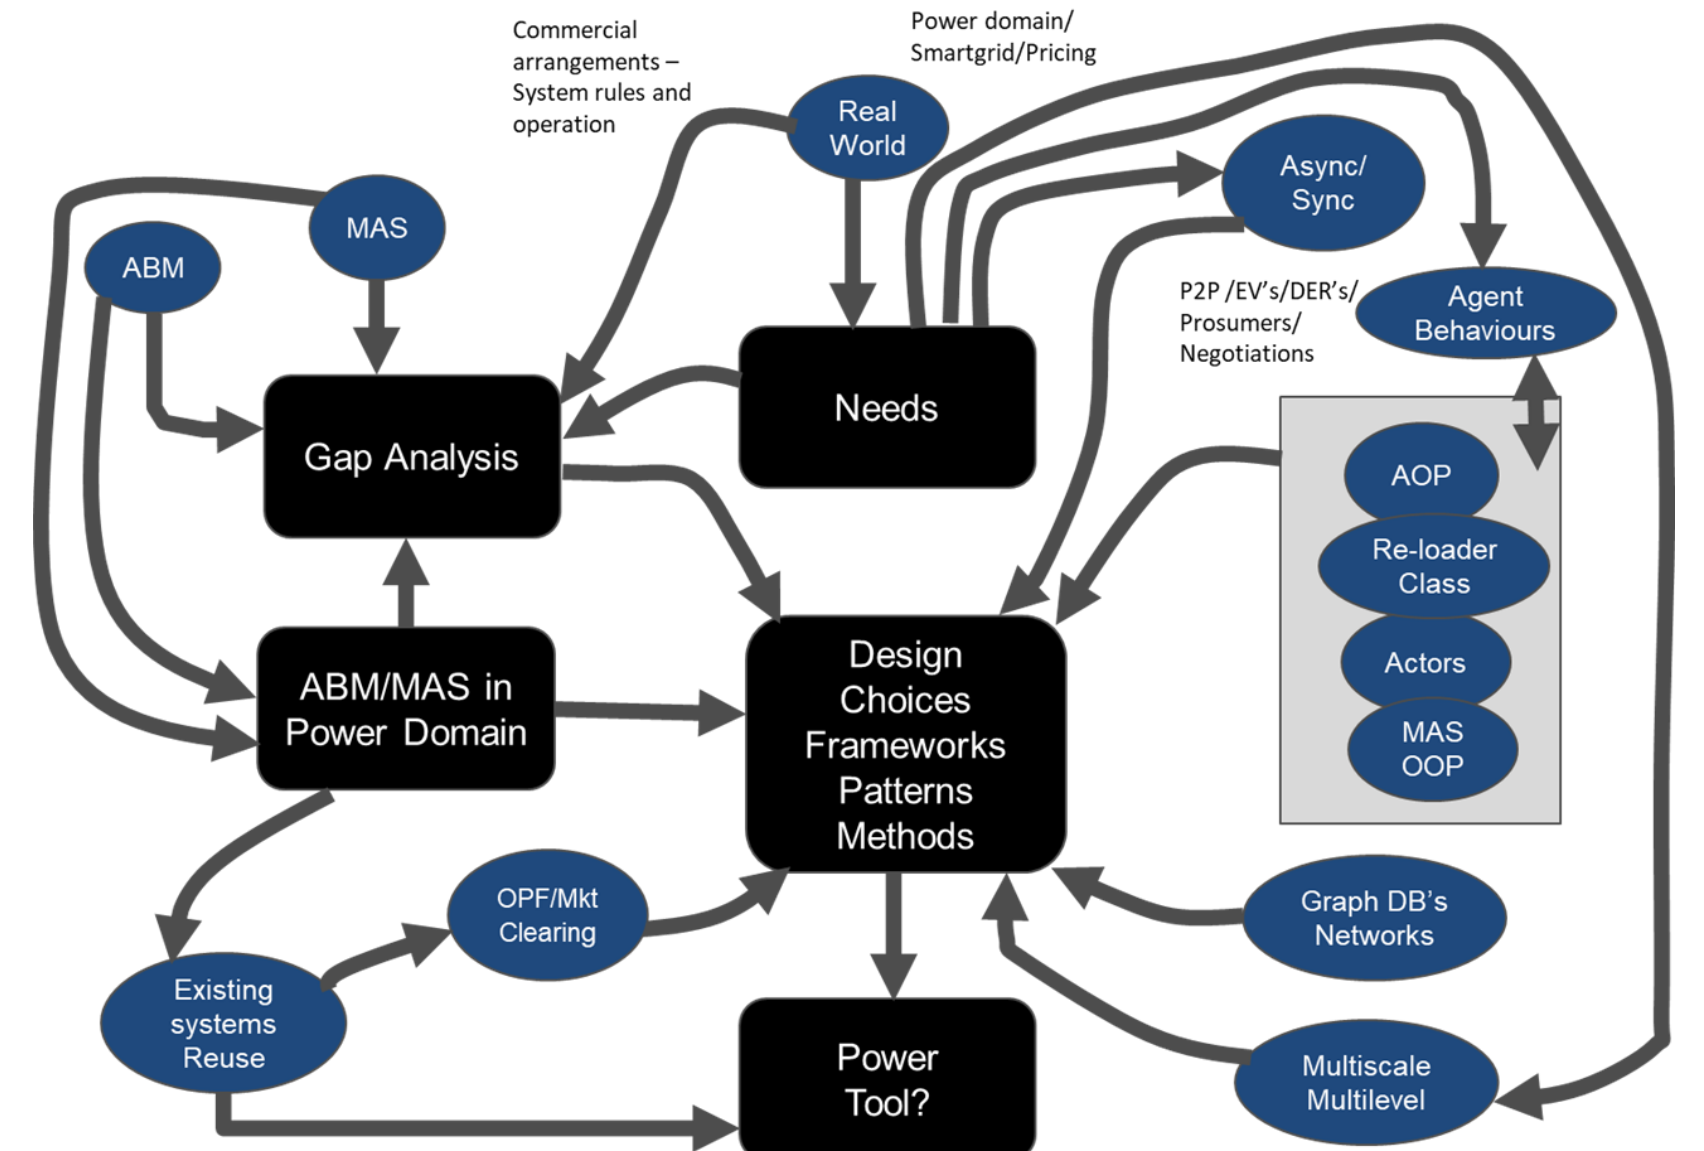 Commercial
arrangements –
System rules and
operation
Power domain/
Smartgrid/Pricing
Real
World
Async/
Sync
MAS
ABM
P2P /EV’s/DER’s/
Prosumers/
Negotiations
Agent
Behaviours
Needs
Gap Analysis
AOP
Re-loader
Class
Actors
MAS
OOP
ABM/MAS in
Power Domain
Design
Choices
Frameworks
Patterns
Methods
OPF/Mkt
Clearing
Graph DB’s
Networks
Existing
systems
Reuse
Power
Tool?
Multiscale
Multilevel